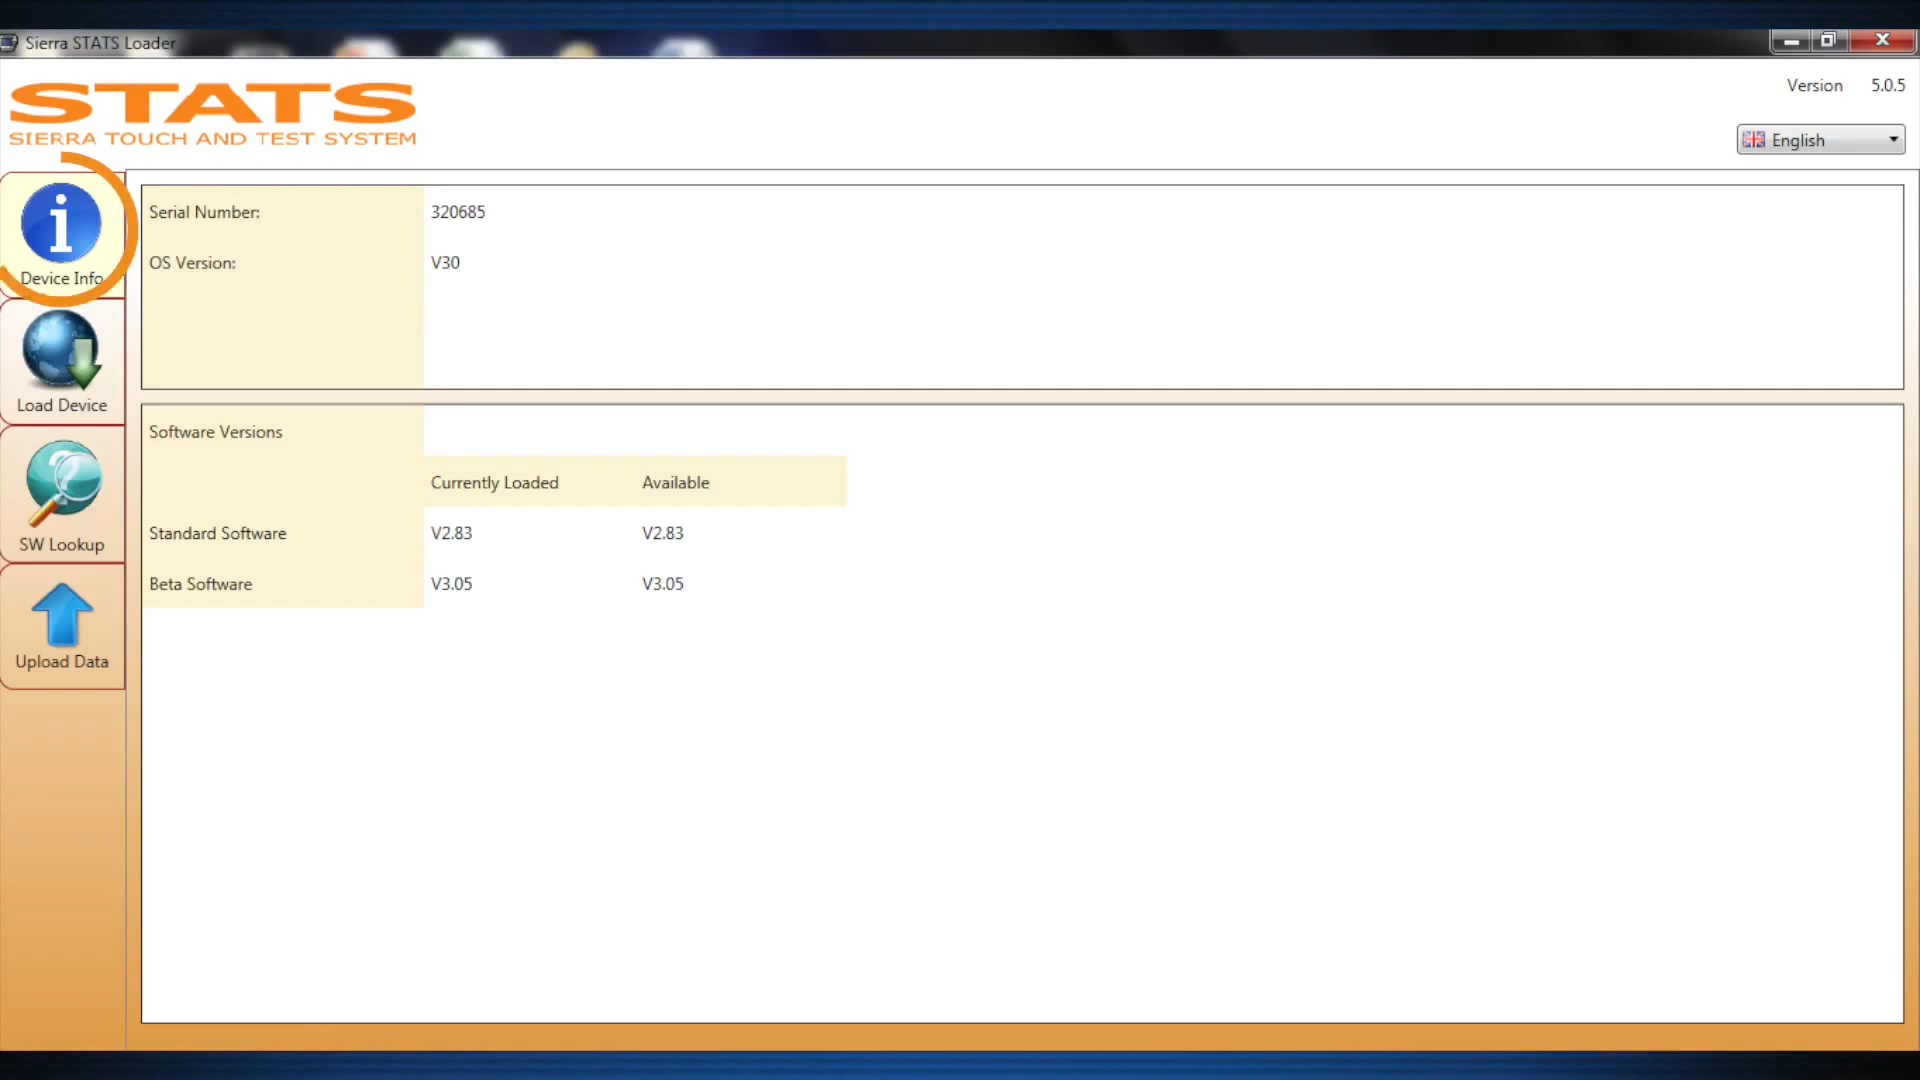 Sierra STATS Loader
STATS
SIERRA TOUCH AND TEST SYSTEM
Version 5.0.5
English
Device Info
Load Device
SW Lookup
Upload Data
Serial Number: 320685
OS Version: V30
Software Versions
Currently Loaded Available
Standard Software V2.83 V2.83
Beta Software V3.05 V3.05